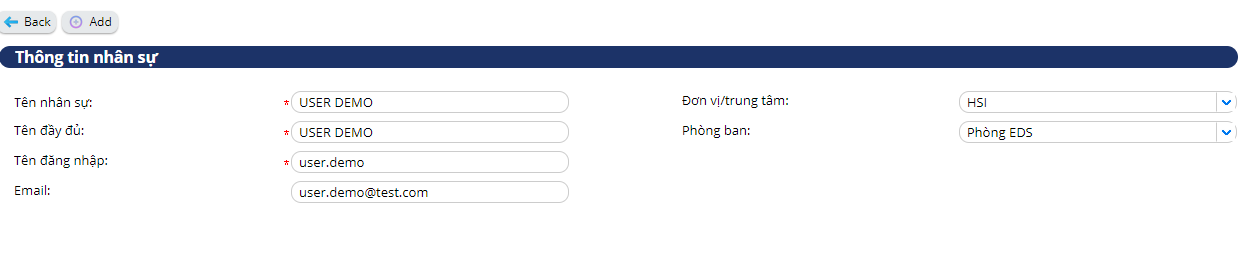 Back Add
Thông tin nhân sự
Tên nhân sự: * USER DEMO Đơn vị/trung tâm: HSI
Tên đầy đủ: * USER DEMO Phòng ban: Phòng EDS
Tên đăng nhập: * user.demo
Email: user.demo@test.com